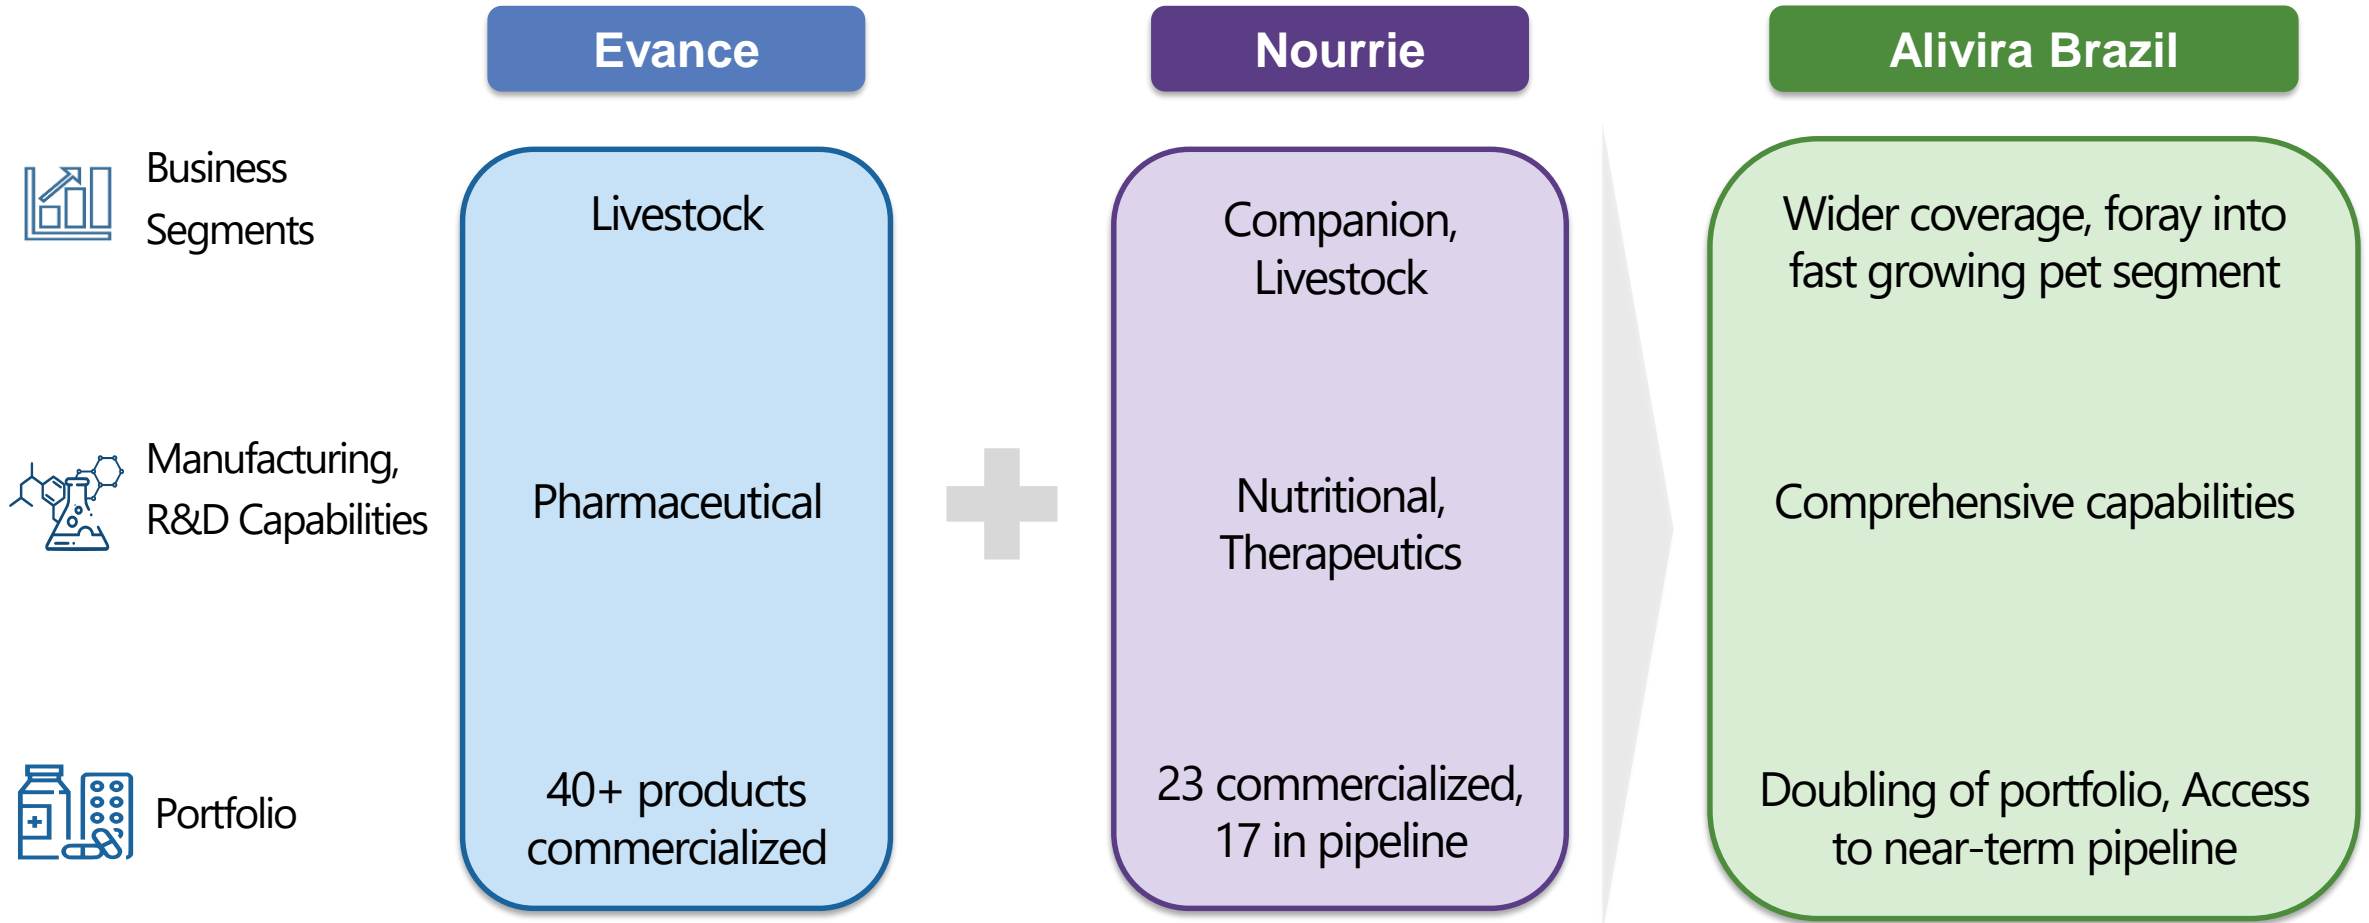 Evance
Nourrie
Alivira Brazil
Business
Segments
Livestock
Companion,
Livestock
Wider coverage, foray into
fast growing pet segment
Manufacturing,
R&D Capabilities
Pharmaceutical
Nutritional,
Therapeutics
Comprehensive capabilities
Portfolio
40+ products
commercialized
23 commercialized,
17 in pipeline
Doubling of portfolio, Access
to near-term pipeline